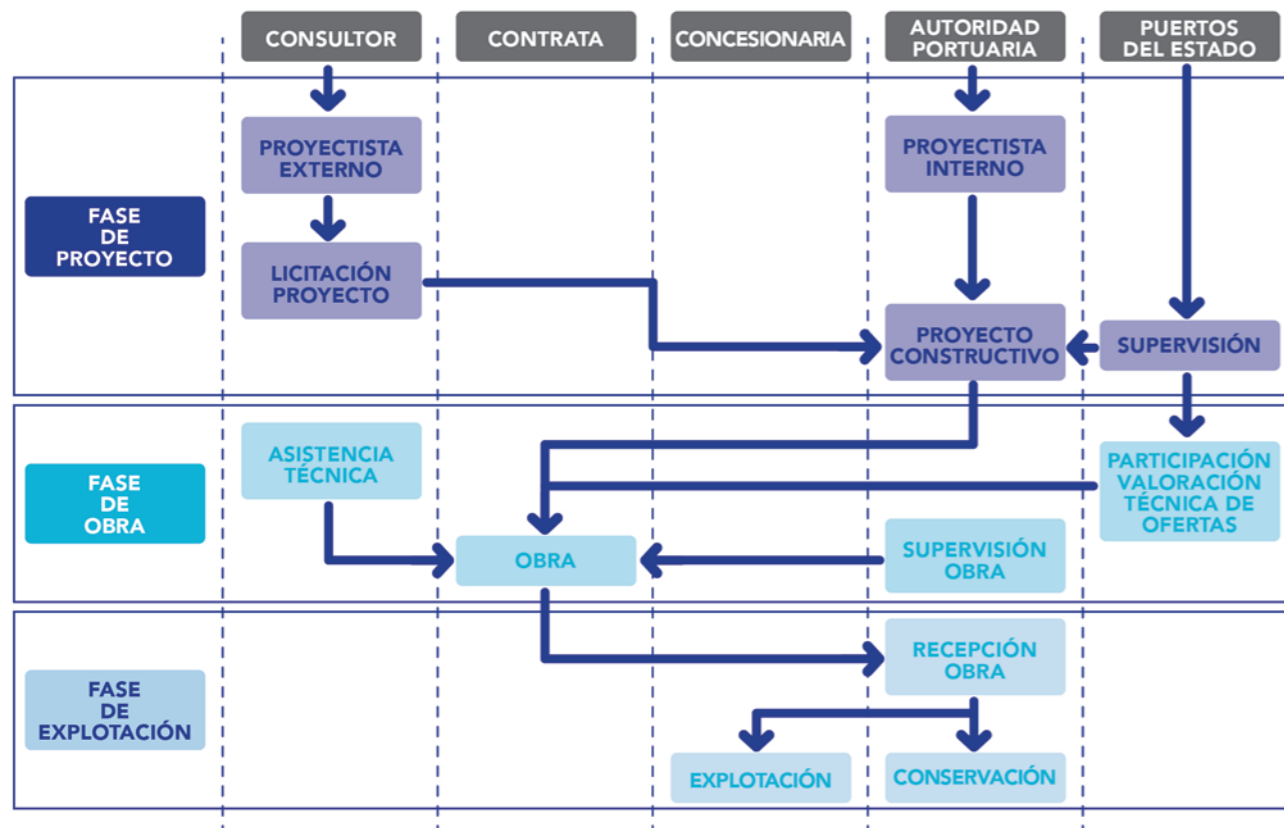 CONSULTOR
CONTRATA
CONCESIONARIA
AUTORIDAD
PORTUARIA
PUERTOS
DEL ESTADO
FASE
DE
PROYECTO
PROYECTISTA
EXTERNO
PROYECTISTA
INTERNO
LICITACIÓN
PROYECTO
PROYECTO
CONSTRUCTIVO
SUPERVISIÓN
FASE
DE
OBRA
ASISTENCIA
TÉCNICA
PARTICIPACIÓN
VALORACIÓN
TÉCNICA DE
OFERTAS
OBRA
SUPERVISIÓN
OBRA
FASE
DE
EXPLOTACIÓN
RECEPCIÓN
OBRA
EXPLOTACIÓN
CONSERVACIÓN